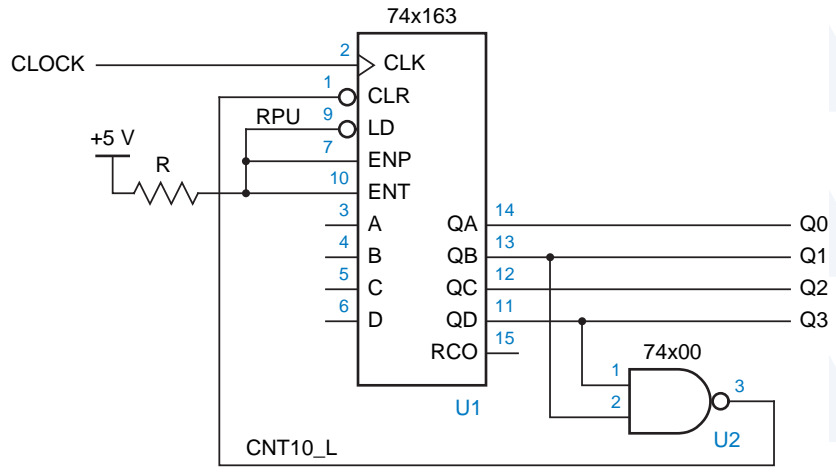 74x163
CLOCK
2
CLK
1
CLR
RPU
9
LD
+5 V
7
ENP
R
10
ENT
3
A
QA
14
Q0
4
B
QB
13
Q1
5
C
QC
12
Q2
6
D
QD
11
Q3
RCO
15
74x00
1
2
3
U1
U2
CNT10_L